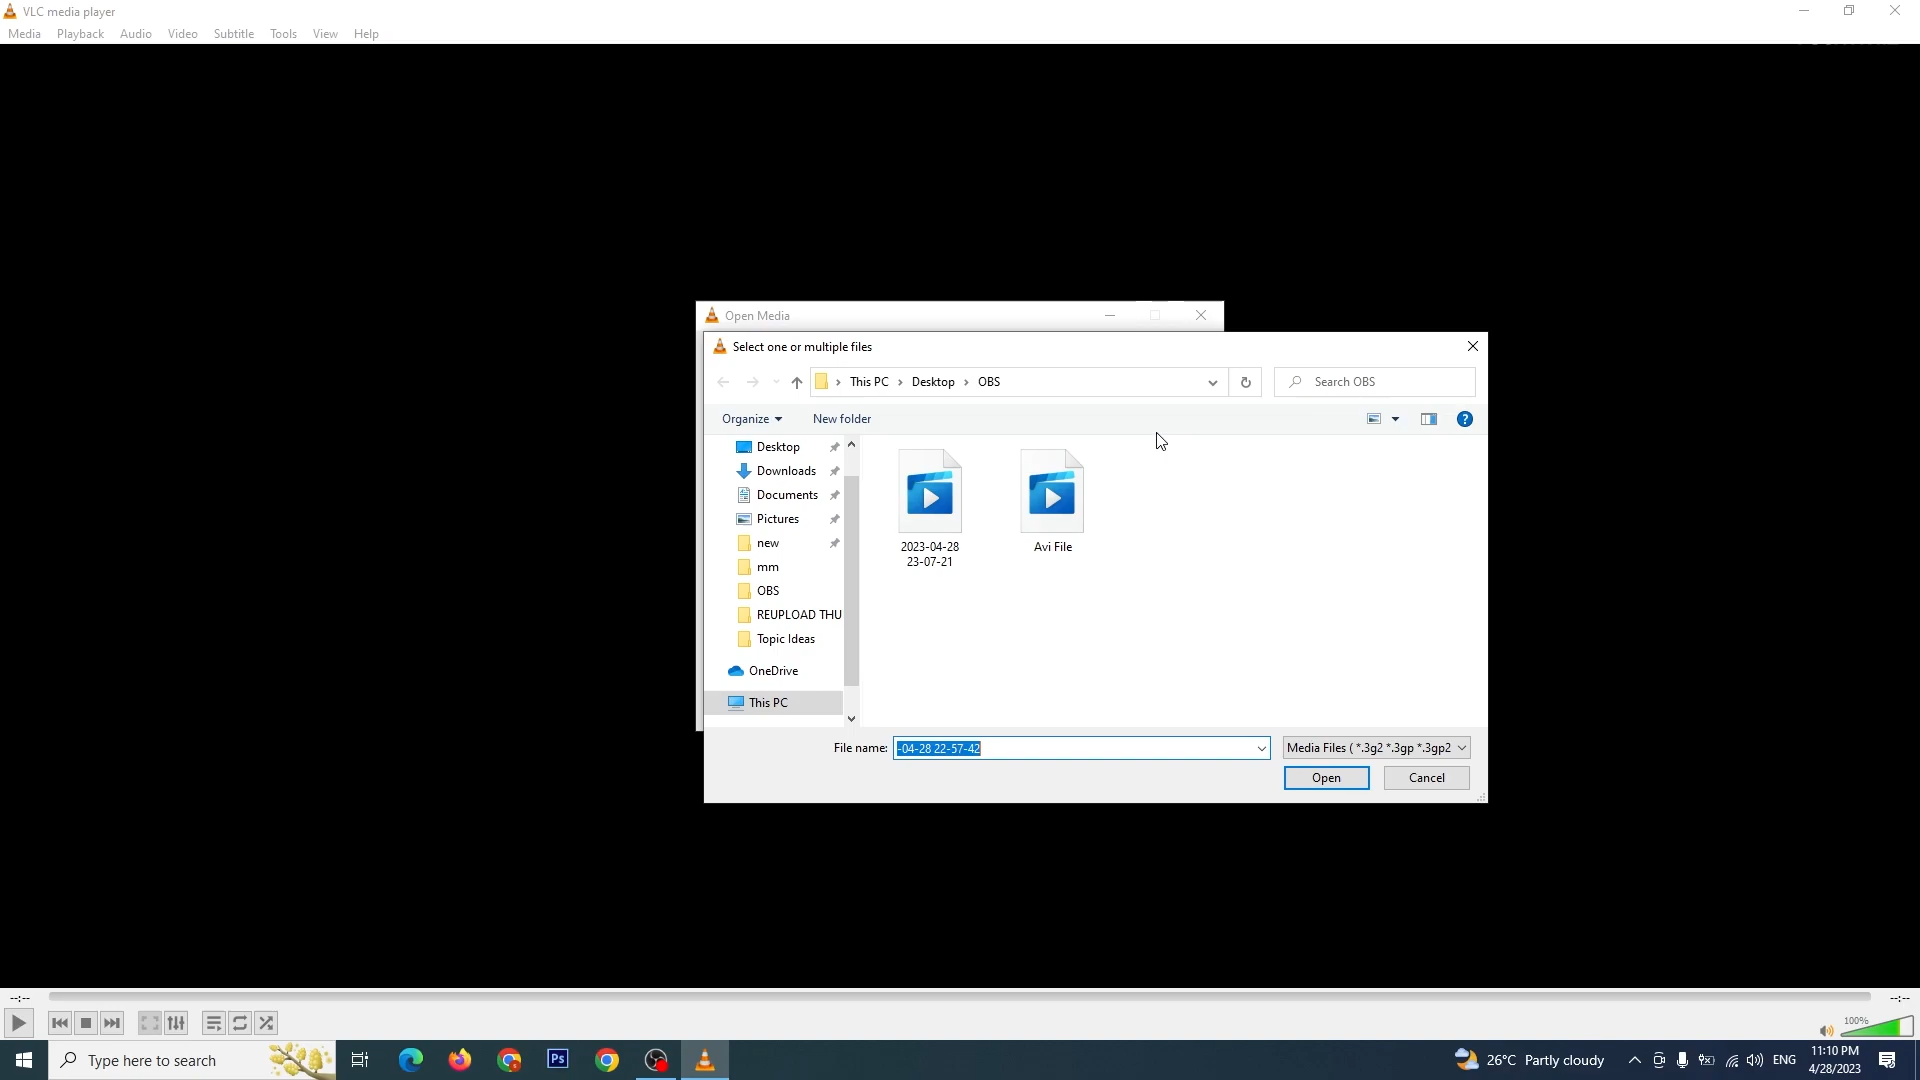 VLC media player
Media Playback Audio Video Subtitle Tools View Help
Open Media
Select one or multiple files
This PC > Desktop > OBS
Search OBS
Organize New folder
Desktop
Downloads
Documents
Pictures
new
mm
OBS
REUPLOAD THU
Topic Ideas
OneDrive
This PC
2023-04-28
23-07-21
Avi File
File name: -04-28 22-57-42
Media Files ( *.3g2 *.3gp *.3gp2
Open Cancel
--:-- --:--
100%
Type here to search
Ps
26°C Partly cloudy
ENG
11:10 PM
4/28/2023